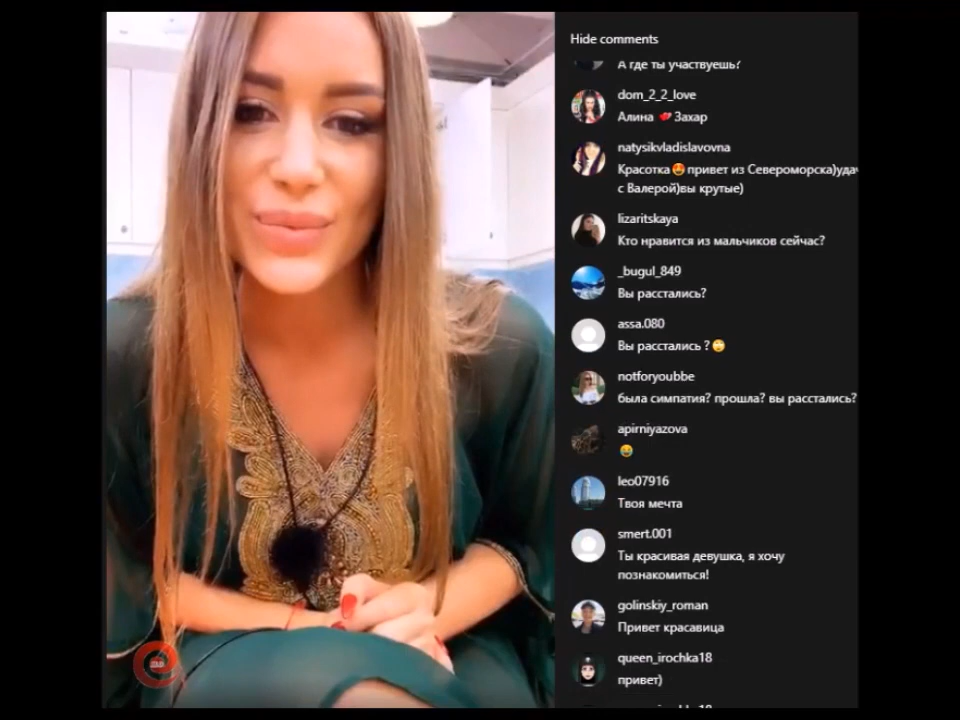 Hide comments
А где ты участвуешь?
dom_2_2_love
Алина Захар
natysikvladislavovna
Красотка привет из Североморска)удач
с Валерой)вы крутые)
lizaritskaya
Кто нравится из мальчиков сейчас?
_bugul_849
Вы расстались?
assa.080
Вы расстались ?
notforyoubbe
была симпатия? прошла? вы расстались?
apirniyazova
leo07916
Твоя мечта
smert.001
Ты красивая девушка, я хочу
познакомиться!
golinskiy_roman
Привет красавица
queen_irochka18
привет)